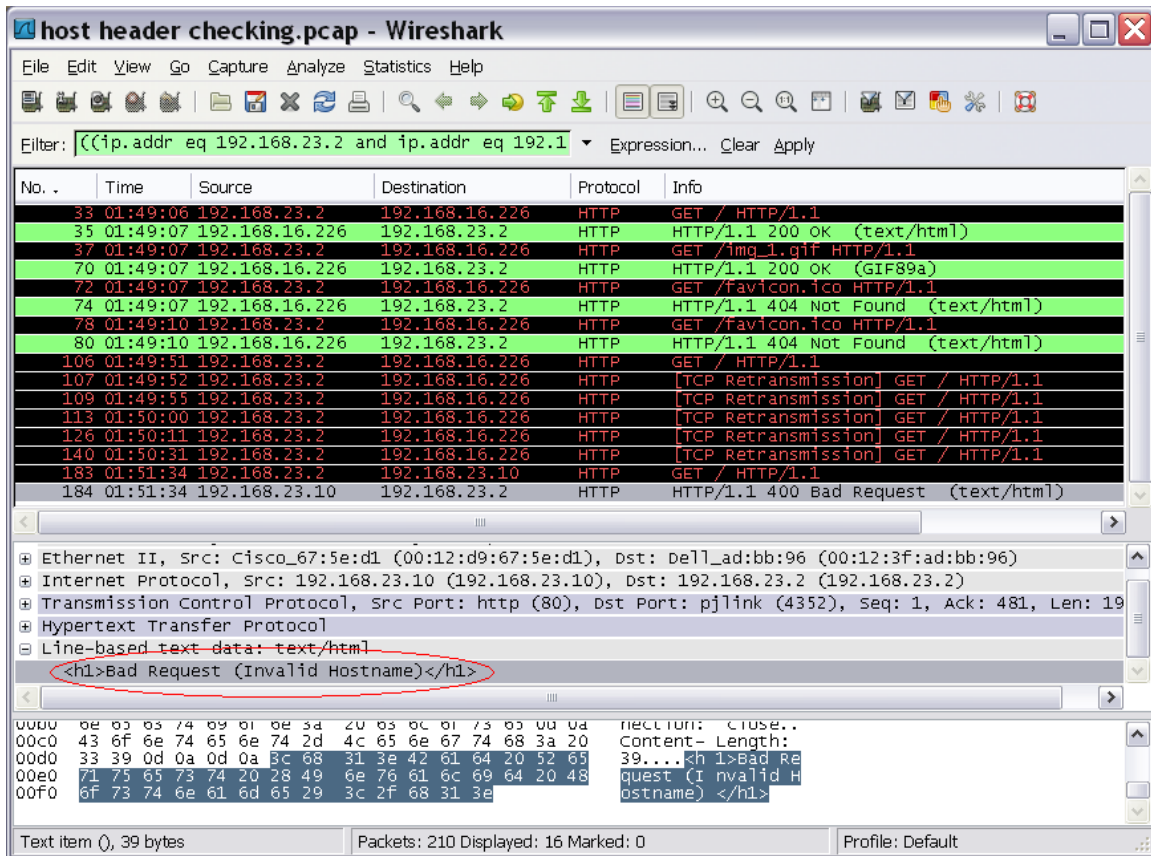 host header checking.pcap - Wireshark
File Edit View Go Capture Analyze Statistics Help
Filter: ((ip.addr eq 192.168.23.2 and ip.addr eq 192.1 Expression... Clear Apply
No. . Time Source Destination Protocol Info
33 01:49:06 192.168.23.2 192.168.16.226 HTTP GET / HTTP/1.1
35 01:49:07 192.168.16.226 192.168.23.2 HTTP HTTP/1.1 200 OK (text/html)
37 01:49:07 192.168.23.2 192.168.16.226 HTTP GET /img_1.gif HTTP/1.1
70 01:49:07 192.168.16.226 192.168.23.2 HTTP HTTP/1.1 200 OK (GIF89a)
72 01:49:07 192.168.23.2 192.168.16.226 HTTP GET /favicon.ico HTTP/1.1
74 01:49:07 192.168.16.226 192.168.23.2 HTTP HTTP/1.1 404 Not Found (text/html)
78 01:49:10 192.168.23.2 192.168.16.226 HTTP GET /favicon.ico HTTP/1.1
80 01:49:10 192.168.16.226 192.168.23.2 HTTP HTTP/1.1 404 Not Found (text/html)
106 01:49:51 192.168.23.2 192.168.16.226 HTTP GET / HTTP/1.1
107 01:49:52 192.168.23.2 192.168.16.226 HTTP [TCP Retransmission] GET / HTTP/1.1
109 01:49:55 192.168.23.2 192.168.16.226 HTTP [TCP Retransmission] GET / HTTP/1.1
113 01:50:00 192.168.23.2 192.168.16.226 HTTP [TCP Retransmission] GET / HTTP/1.1
126 01:50:11 192.168.23.2 192.168.16.226 HTTP [TCP Retransmission] GET / HTTP/1.1
140 01:50:31 192.168.23.2 192.168.16.226 HTTP [TCP Retransmission] GET / HTTP/1.1
183 01:51:34 192.168.23.2 192.168.23.10 HTTP GET / HTTP/1.1
184 01:51:34 192.168.23.10 192.168.23.2 HTTP HTTP/1.1 400 Bad Request (text/html)
Ethernet II, Src: Cisco_67:5e:d1 (00:12:d9:67:5e:d1), Dst: Dell_ad:bb:96 (00:12:3f:ad:bb:96)
Internet Protocol, Src: 192.168.23.10 (192.168.23.10), Dst: 192.168.23.2 (192.168.23.2)
Transmission Control Protocol, Src Port: http (80), Dst Port: pjlink (4352), Seq: 1, Ack: 481, Len: 19
Hypertext Transfer Protocol
Line-based text data: text/html
<h1>Bad Request (Invalid Hostname)</h1>
00b0 6e 65 63 74 69 6f 6e 3a 20 63 6c 6f 73 65 0d 0a nection: close..
00c0 43 6f 6e 74 65 6e 74 2d 4c 65 6e 67 74 68 3a 20 Content- Length:
00d0 33 39 0d 0a 0d 0a 3c 68 31 3e 42 61 64 20 52 65 39....<h 1>Bad Re
00e0 71 75 65 73 74 20 28 49 6e 76 61 6c 69 64 20 48 quest (I nvalid H
00f0 6f 73 74 6e 61 6d 65 29 3c 2f 68 31 3e ostname) </h1>
Text item (), 39 bytes Packets: 210 Displayed: 16 Marked: 0 Profile: Default